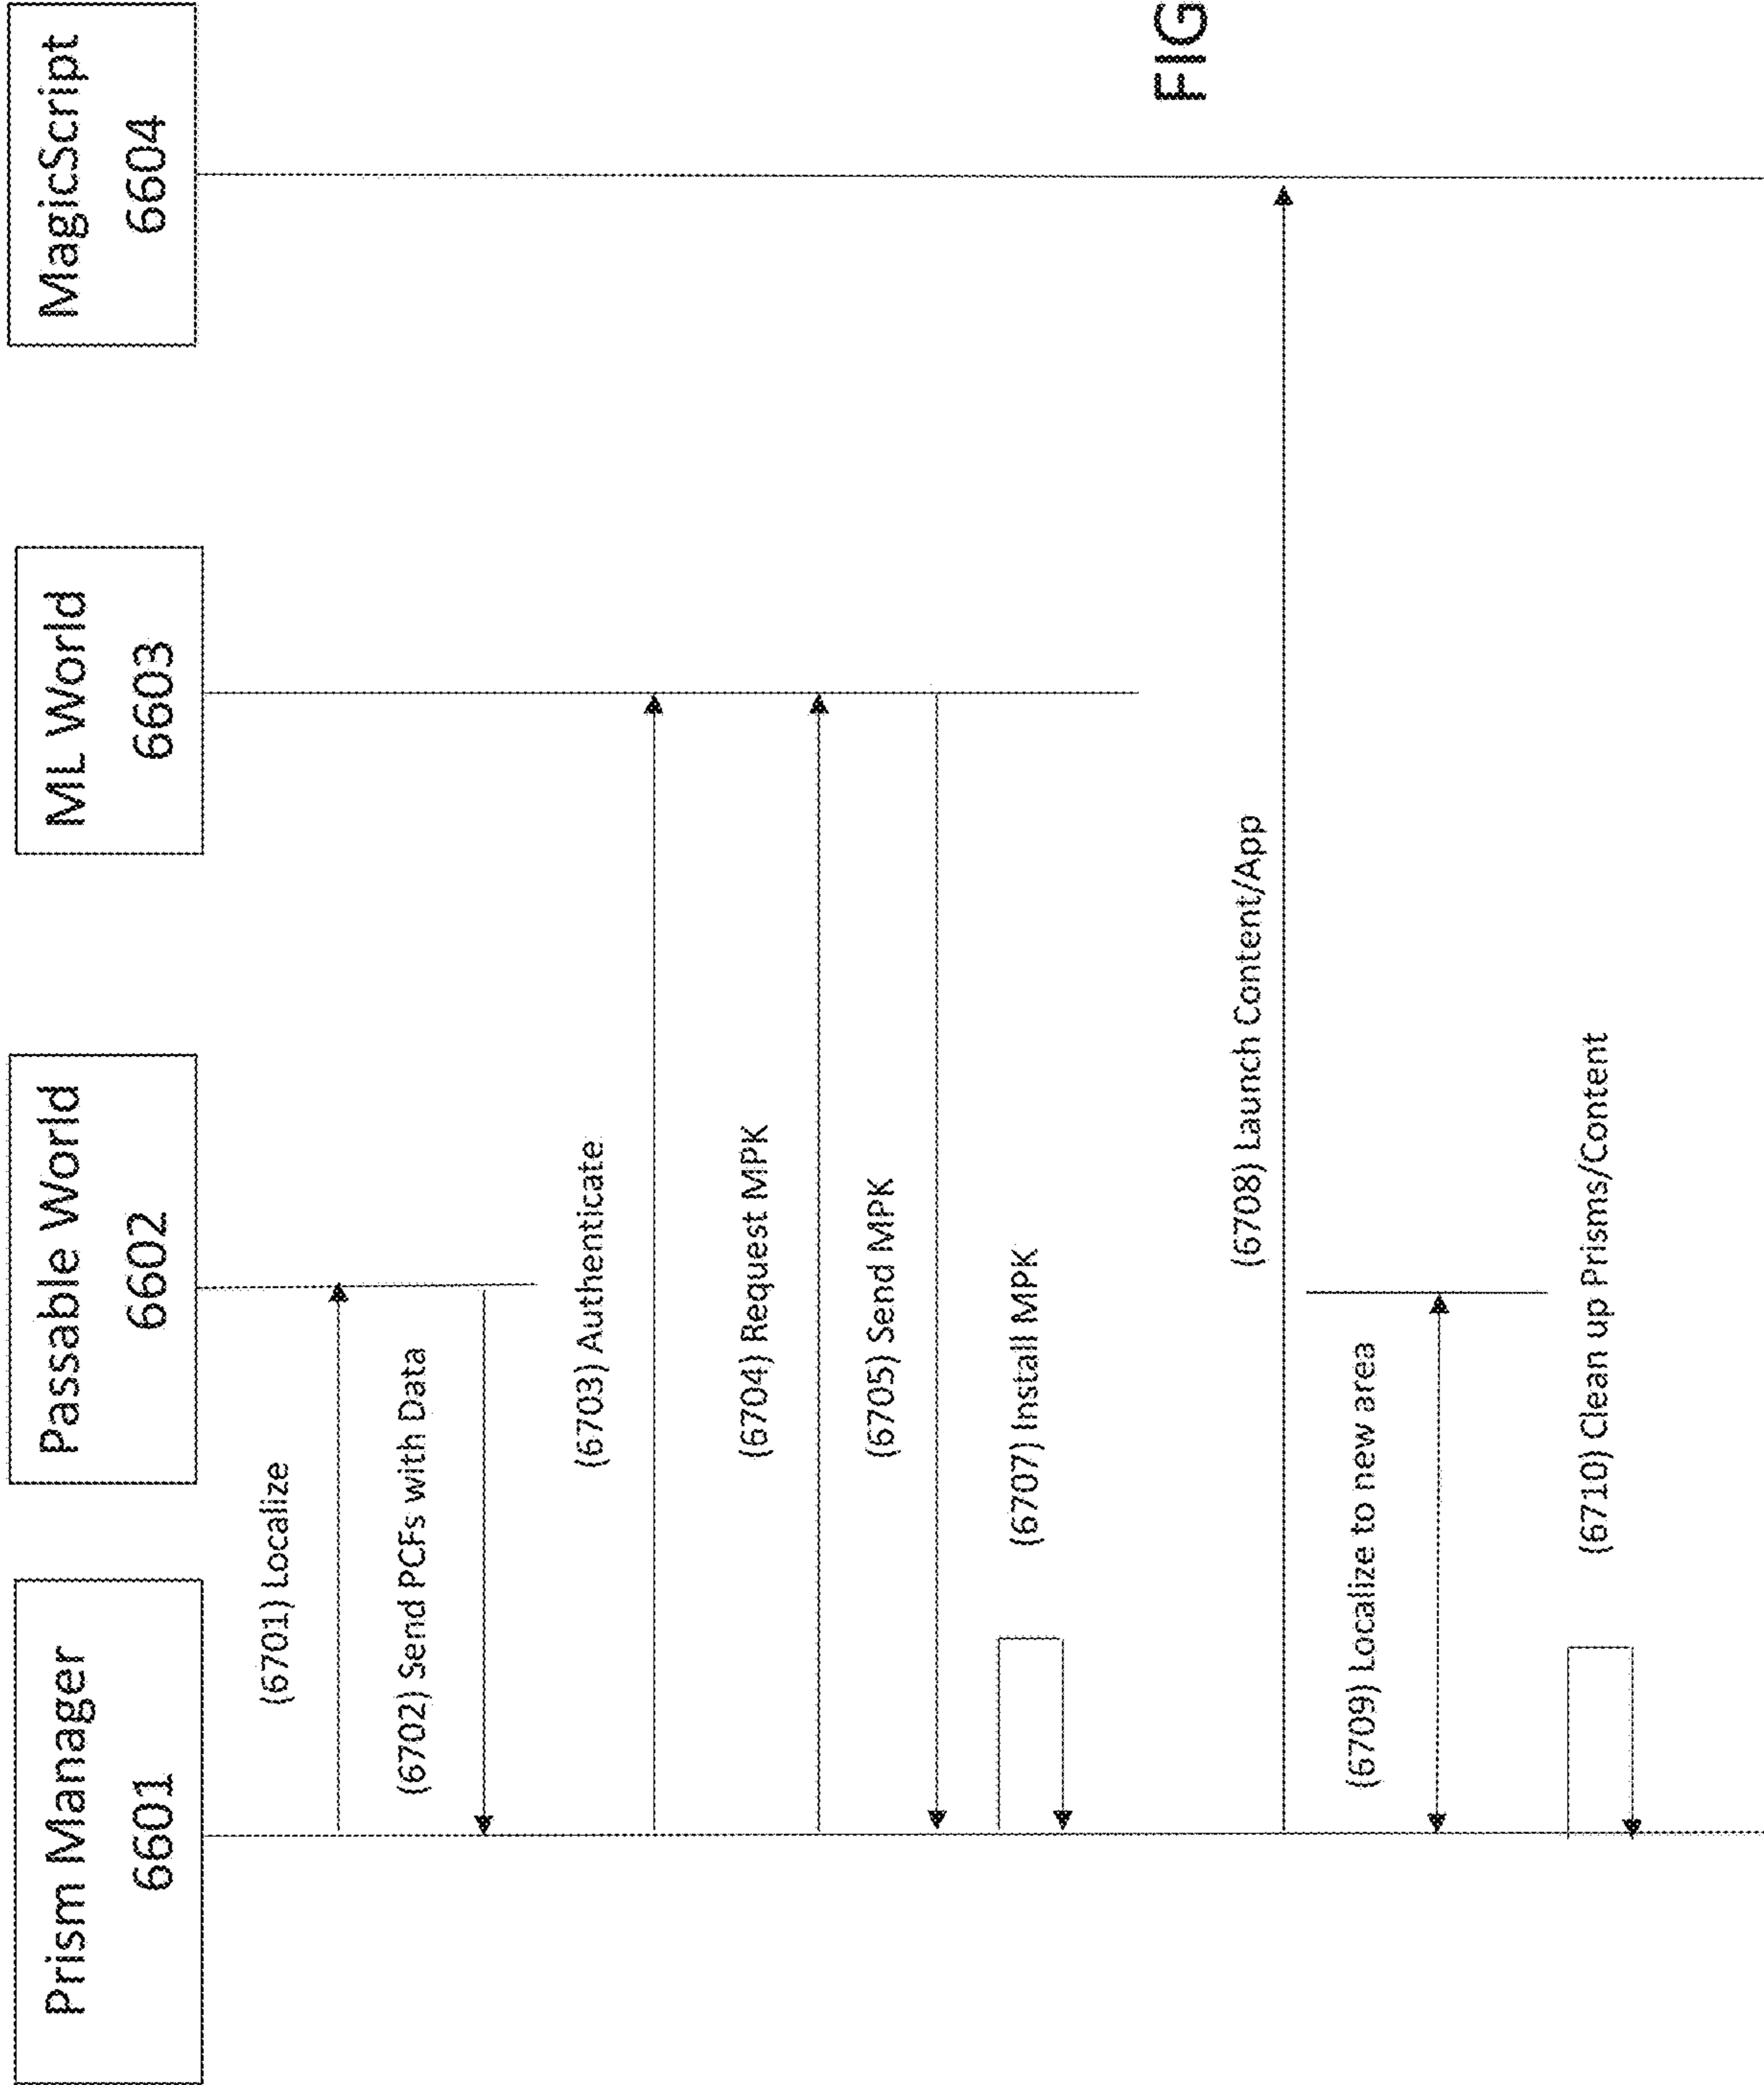 Prism Manager
6601
Passable World
6602
ML World
6603
MagicScript
6604
(6701) Localize
(6702) Send PCFs with Data
(6703) Authenticate
(6704) Request MPK
(6705) Send MPK
(6707) Install MPK
(6708) Launch Content/App
(6709) Localize to new area
(6710) Clean up Prisms/Content
FIG